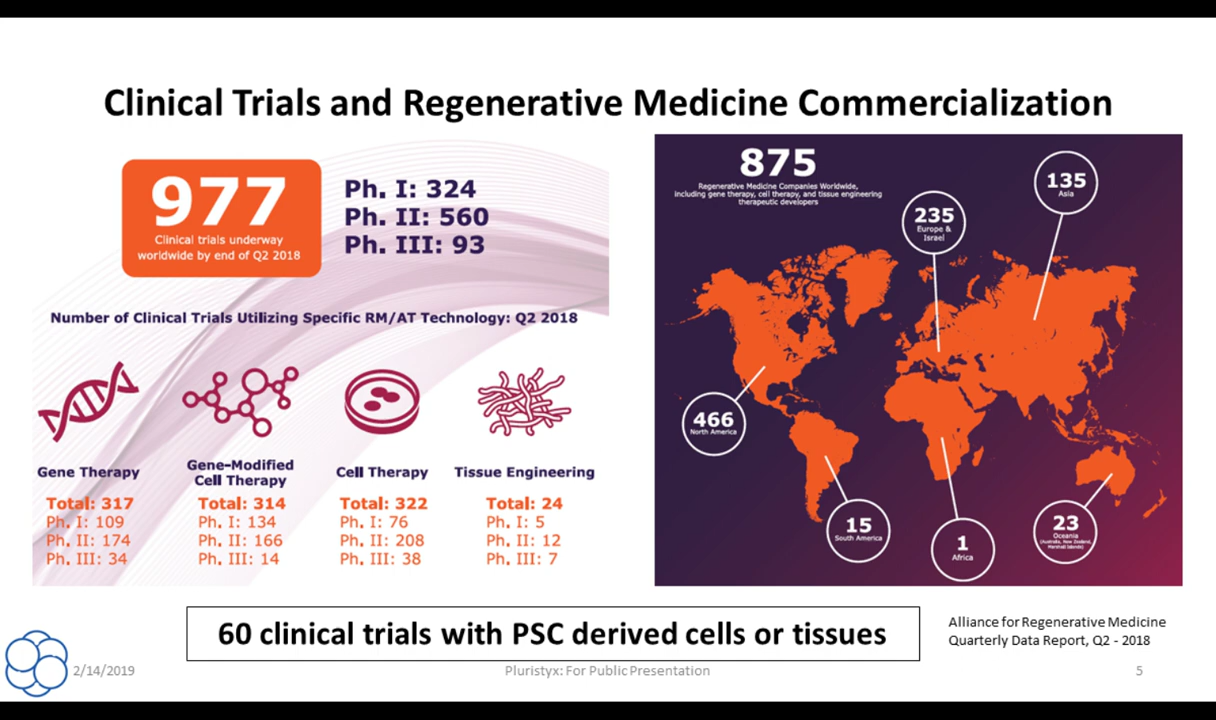 Clinical Trials and Regenerative Medicine Commercialization
977
Clinical trials underway
worldwide by end of Q2 2018
Ph. I: 324
Ph. II: 560
Ph. III: 93
Number of Clinical Trials Utilizing Specific RM/AT Technology: Q2 2018
Gene Therapy
Total: 317
Ph. I: 109
Ph. II: 174
Ph. III: 34
Gene-Modified
Cell Therapy
Total: 314
Ph. I: 134
Ph. II: 166
Ph. III: 14
Cell Therapy
Total: 322
Ph. I: 76
Ph. II: 208
Ph. III: 38
Tissue Engineering
Total: 24
Ph. I: 5
Ph. II: 12
Ph. III: 7
875
Regenerative Medicine Companies Worldwide,
including gene therapy, cell therapy, and tissue engineering
therapeutic developers
135
Asia
235
Europe &
Israel
466
North America
15
South America
1
Africa
23
Oceania
(Australia, New Zealand,
Marshall Islands)
60 clinical trials with PSC derived cells or tissues
Alliance for Regenerative Medicine
Quarterly Data Report, Q2 - 2018
2/14/2019
Pluristyx: For Public Presentation
5